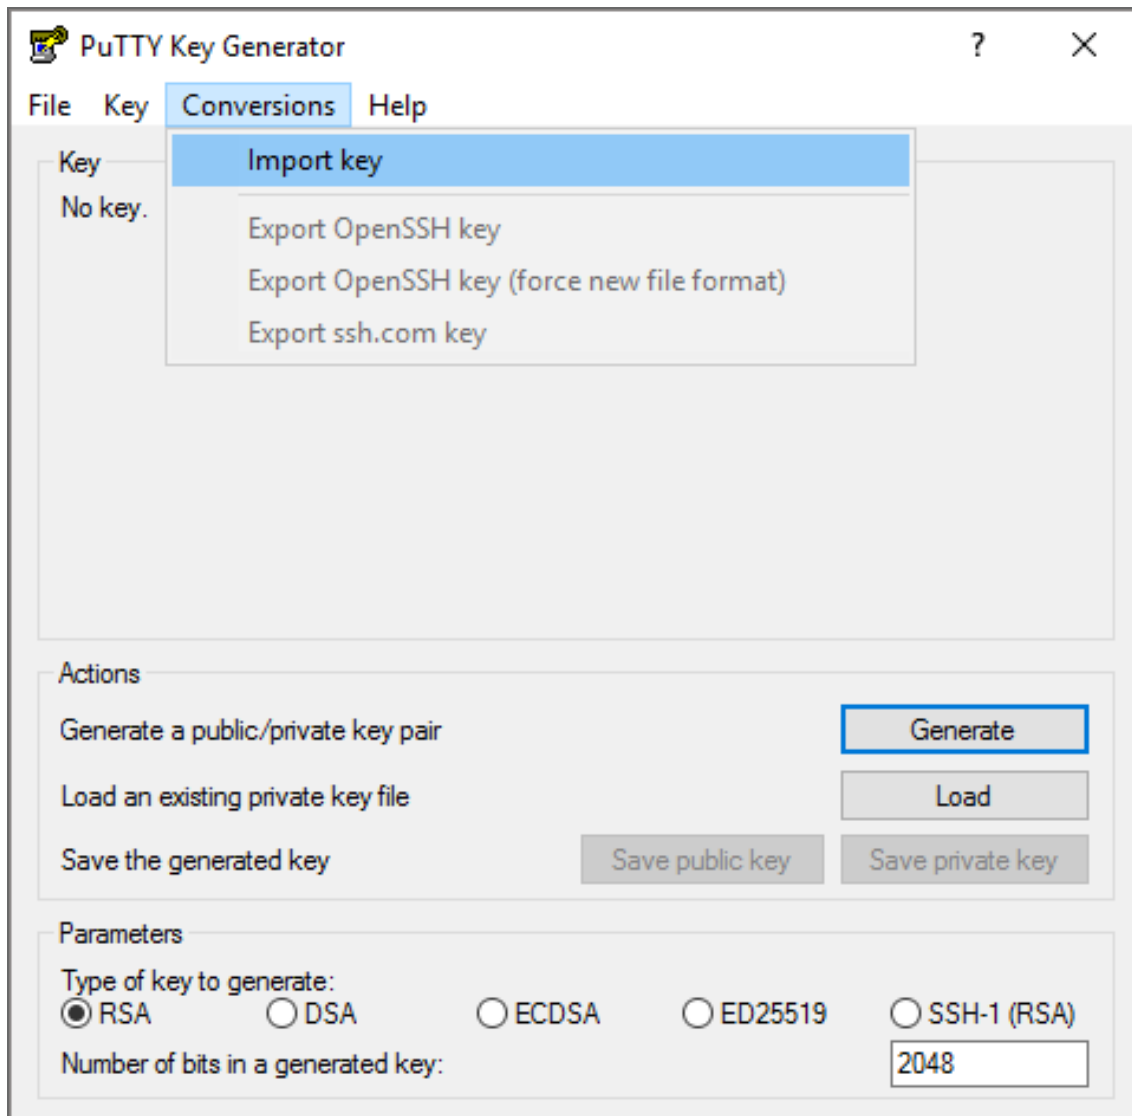 PuTTY Key Generator ?
File Key Conversions Help
Import key
Export OpenSSH key
Export OpenSSH key (force new file format)
Export ssh.com key
Key
No key.
Actions
Generate a public/private key pair Generate
Load an existing private key file Load
Save the generated key Save public key Save private key
Parameters
Type of key to generate:
RSA DSA ECDSA ED25519 SSH-1 (RSA)
Number of bits in a generated key: 2048